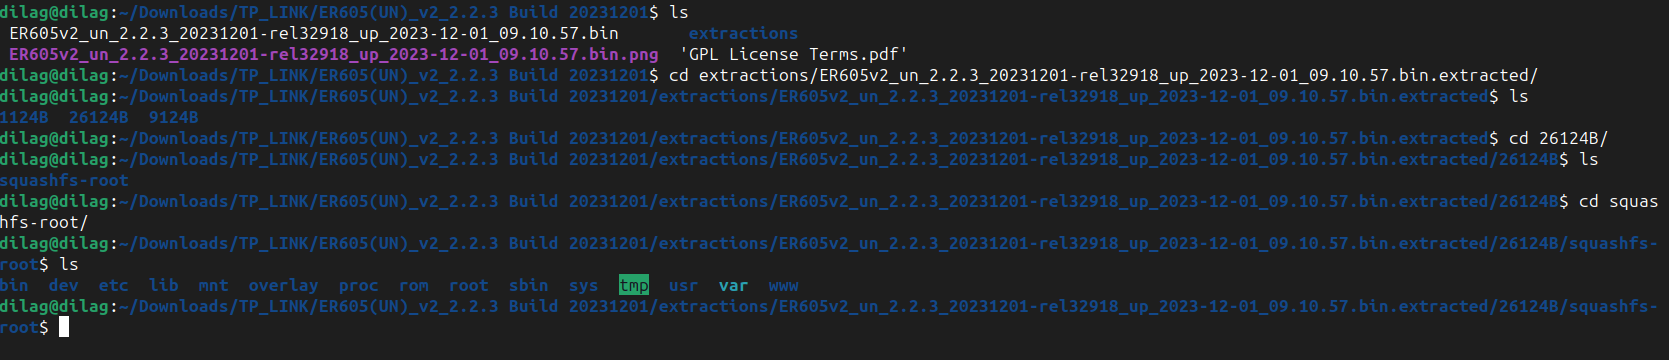 dilag@dilag:~/Downloads/TP_LINK/ER605(UN)_v2_2.2.3 Build 20231201$ ls
ER605v2_un_2.2.3_20231201-rel32918_up_2023-12-01_09.10.57.bin extractions
ER605v2_un_2.2.3_20231201-rel32918_up_2023-12-01_09.10.57.bin.png 'GPL License Terms.pdf'
dilag@dilag:~/Downloads/TP_LINK/ER605(UN)_v2_2.2.3 Build 20231201$ cd extractions/ER605v2_un_2.2.3_20231201-rel32918_up_2023-12-01_09.10.57.bin.extracted/
dilag@dilag:~/Downloads/TP_LINK/ER605(UN)_v2_2.2.3 Build 20231201/extractions/ER605v2_un_2.2.3_20231201-rel32918_up_2023-12-01_09.10.57.bin.extracted$ ls
1124B 26124B 9124B
dilag@dilag:~/Downloads/TP_LINK/ER605(UN)_v2_2.2.3 Build 20231201/extractions/ER605v2_un_2.2.3_20231201-rel32918_up_2023-12-01_09.10.57.bin.extracted$ cd 26124B/
dilag@dilag:~/Downloads/TP_LINK/ER605(UN)_v2_2.2.3 Build 20231201/extractions/ER605v2_un_2.2.3_20231201-rel32918_up_2023-12-01_09.10.57.bin.extracted/26124B$ ls
squashfs-root
dilag@dilag:~/Downloads/TP_LINK/ER605(UN)_v2_2.2.3 Build 20231201/extractions/ER605v2_un_2.2.3_20231201-rel32918_up_2023-12-01_09.10.57.bin.extracted/26124B$ cd squas
hfs-root/
dilag@dilag:~/Downloads/TP_LINK/ER605(UN)_v2_2.2.3 Build 20231201/extractions/ER605v2_un_2.2.3_20231201-rel32918_up_2023-12-01_09.10.57.bin.extracted/26124B/squashfs-
root$ ls
bin dev etc lib mnt overlay proc rom root sbin sys tmp usr var www
dilag@dilag:~/Downloads/TP_LINK/ER605(UN)_v2_2.2.3 Build 20231201/extractions/ER605v2_un_2.2.3_20231201-rel32918_up_2023-12-01_09.10.57.bin.extracted/26124B/squashfs-
root$